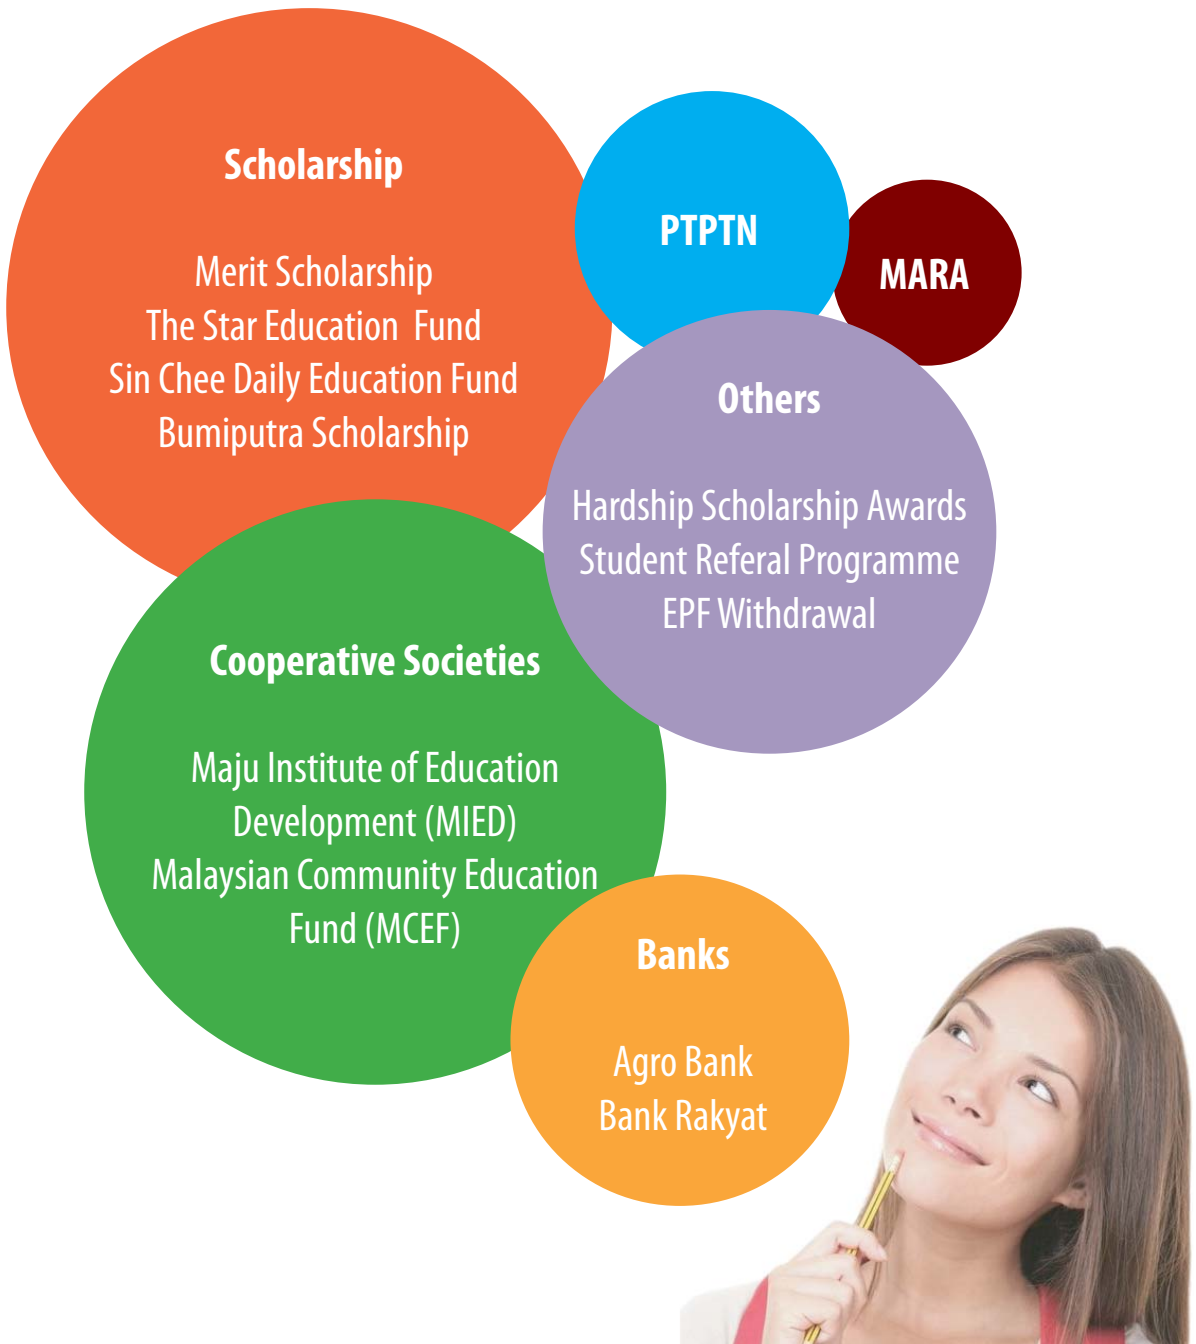 Scholarship
Merit Scholarship
The Star Education Fund
Sin Chee Daily Education Fund
Bumiputra Scholarship
PTPTN
MARA
Others
Hardship Scholarship Awards
Student Referal Programme
EPF Withdrawal
Cooperative Societies
Maju Institute of Education
Development (MIED)
Malaysian Community Education
Fund (MCEF)
Banks
Agro Bank
Bank Rakyat